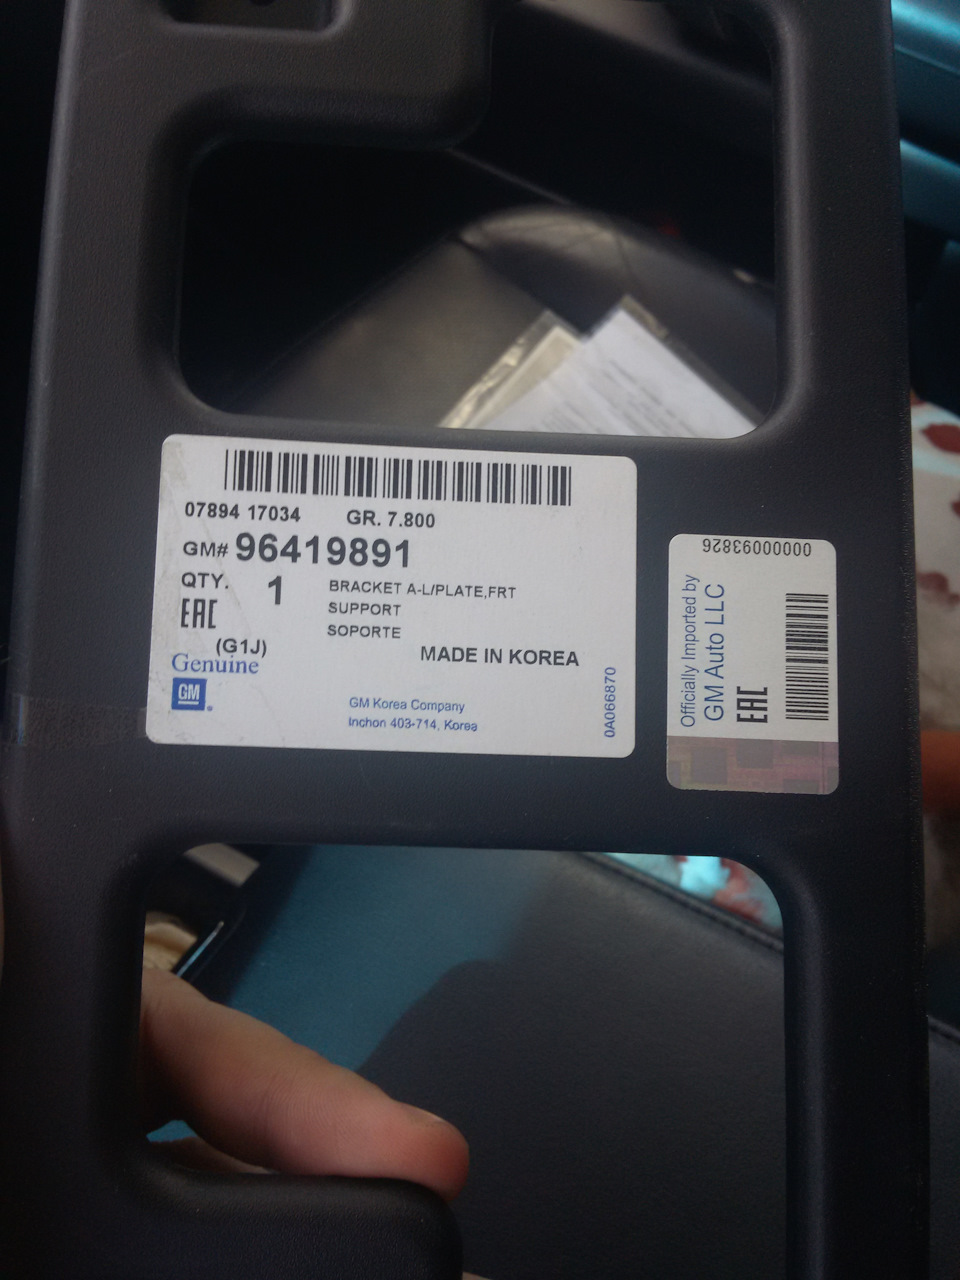 07894 17034 GR. 7.800
GM# 96419891
QTY. 1 BRACKET A-L/PLATE,FRT
SUPPORT
EAC
SOPORTE
(G1J)
MADE IN KOREA
Genuine
GM
GM Korea Company
Inchon 403-714, Korea
0A066870
0000000093826
Officially Imported by
GM Auto LLC
EAC